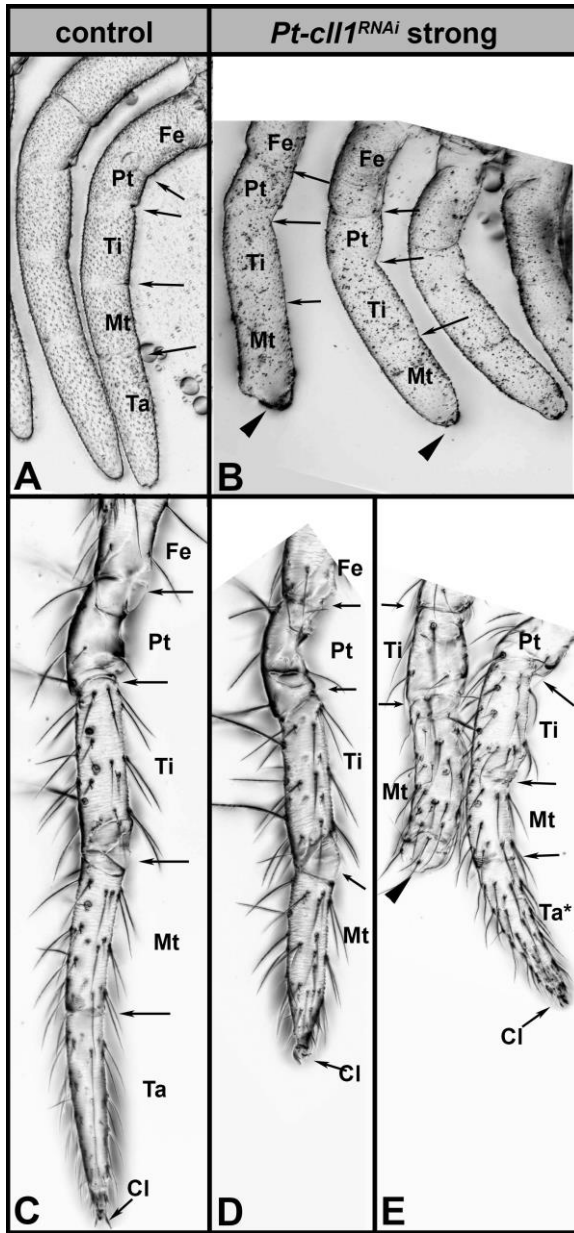 control
Pt-cll1RNAi strong
Fe
Pt
Ti
Mt
Ta
A
Fe
Pt
Ti
Mt
Fe
Pt
Ti
Mt
B
Fe
Pt
Ti
Mt
Ta
Cl
C
Fe
Pt
Ti
Mt
Cl
D
Ti
Mt
Pt
Ti
Mt
Ta*
Cl
E